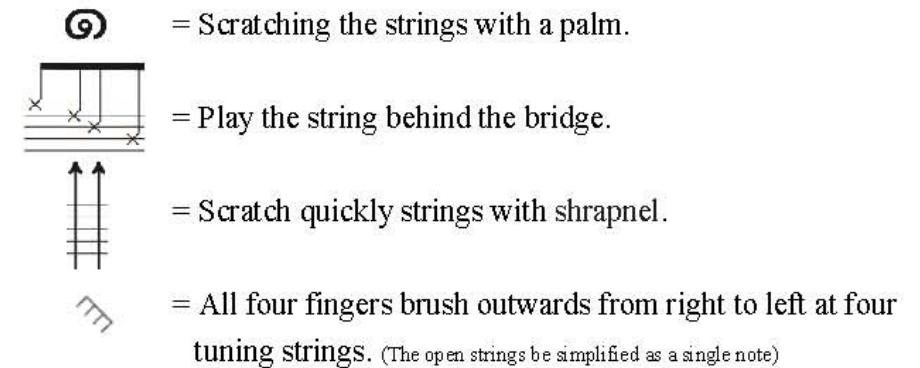 = Scratching the strings with a palm.
= Play the string behind the bridge.
= Scratch quickly strings with shrapnel.
= All four fingers brush outwards from right to left at four
tuning strings. (The open strings be simplified as a single note)